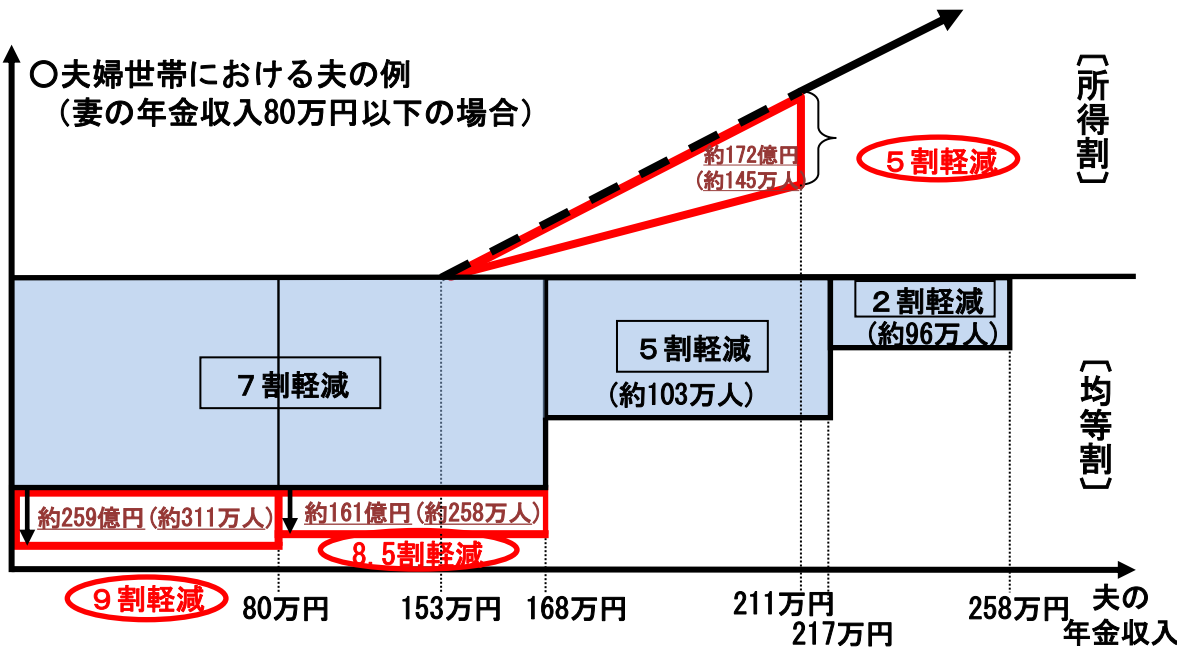 ○夫婦世帯における夫の例
（妻の年金収入80万円以下の場合）
〔所得割〕
約172億円
（約145万人）
５割軽減
２割軽減
（約96万人）
５割軽減
（約103万人）
７割軽減
〔均等割〕
約259億円（約311万人）
約161億円（約258万人）
8.5割軽減
９割軽減
80万円
153万円
168万円
211万円
217万円
258万円
夫の
年金収入